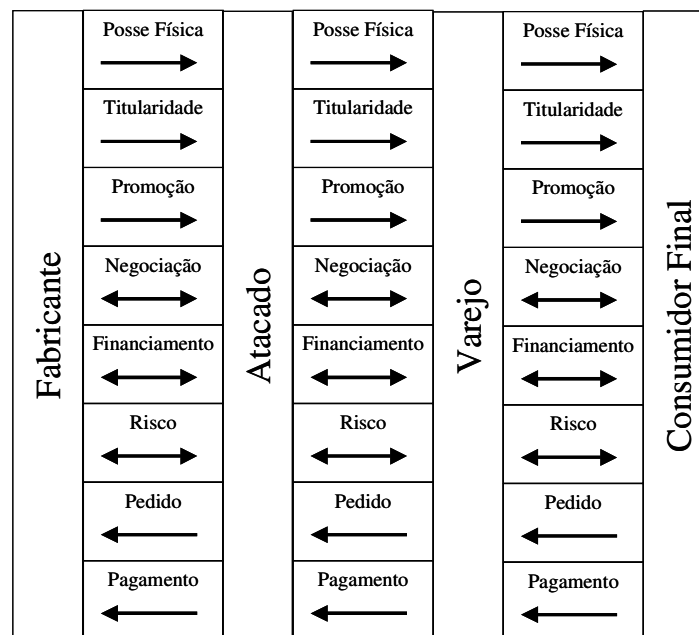 Fabricante
Posse Física
Titularidade
Promoção
Negociação
Financiamento
Risco
Pedido
Pagamento
Atacado
Posse Física
Titularidade
Promoção
Negociação
Financiamento
Risco
Pedido
Pagamento
Varejo
Posse Física
Titularidade
Promoção
Negociação
Financiamento
Risco
Pedido
Pagamento
Consumidor Final